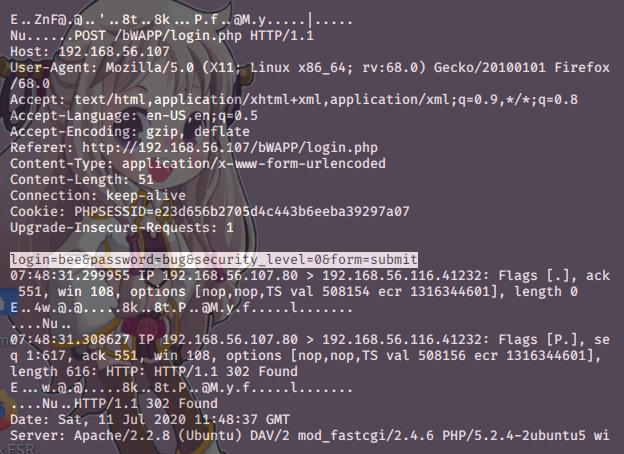 E..ZnF@.@..'..8t..8k...P.f..@M.y.....|.....
Nu......POST /bWAPP/login.php HTTP/1.1
Host: 192.168.56.107
User-Agent: Mozilla/5.0 (X11; Linux x86_64; rv:68.0) Gecko/20100101 Firefox
/68.0
Accept: text/html,application/xhtml+xml,application/xml;q=0.9,*/*;q=0.8
Accept-Language: en-US,en;q=0.5
Accept-Encoding: gzip, deflate
Referer: http://192.168.56.107/bWAPP/login.php
Content-Type: application/x-www-form-urlencoded
Content-Length: 51
Connection: keep-alive
Cookie: PHPSESSID=e23d656b2705d4c443b6eeba39297a07
Upgrade-Insecure-Requests: 1
login=bee&password=bug&security_level=0&form=submit
07:48:31.299955 IP 192.168.56.107.80 > 192.168.56.116.41232: Flags [.], ack
551, win 108, options [nop,nop,TS val 508154 ecr 1316344601], length 0
E..4w.@.@.....8k..8t.P..@M.y.f.....l.......
....Nu..
07:48:31.308627 IP 192.168.56.107.80 > 192.168.56.116.41232: Flags [P.], se
q 1:617, ack 551, win 108, options [nop,nop,TS val 508156 ecr 1316344601],
length 616: HTTP: HTTP/1.1 302 Found
E...w.@.@.....8k..8t.P..@M.y.f.....l.......
....Nu..HTTP/1.1 302 Found
Date: Sat, 11 Jul 2020 11:48:37 GMT
Server: Apache/2.2.8 (Ubuntu) DAV/2 mod_fastcgi/2.4.6 PHP/5.2.4-2ubuntu5 wi